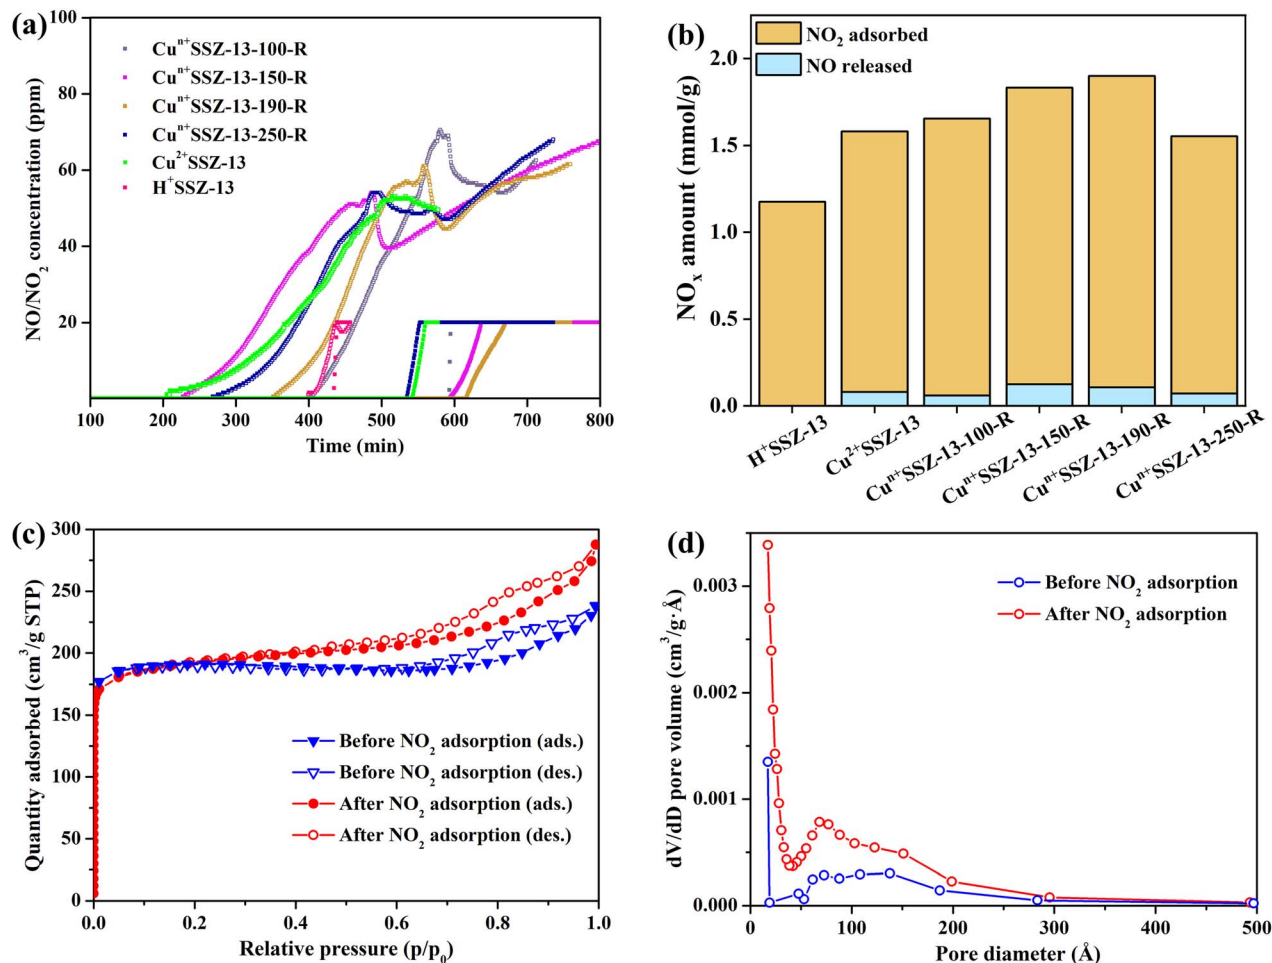 (a)
NO/NO₂ concentration (ppm)
100
80
60
40
20
Cuⁿ⁺SSZ-13-100-R
Cuⁿ⁺SSZ-13-150-R
Cuⁿ⁺SSZ-13-190-R
Cuⁿ⁺SSZ-13-250-R
Cu²⁺SSZ-13
H⁺SSZ-13
100 200 300 400 500 600 700 800
Time (min)
(b)
NOₓ amount (mmol/g)
2.0
1.5
1.0
0.5
0.0
NO₂ adsorbed
NO released
H⁺SSZ-13
Cu²⁺SSZ-13
Cuⁿ⁺SSZ-13-100-R
Cuⁿ⁺SSZ-13-150-R
Cuⁿ⁺SSZ-13-190-R
Cuⁿ⁺SSZ-13-250-R
(c)
Quantity adsorbed (cm³/g STP)
300
250
200
150
100
50
0
Before NO₂ adsorption (ads.)
Before NO₂ adsorption (des.)
After NO₂ adsorption (ads.)
After NO₂ adsorption (des.)
0.0 0.2 0.4 0.6 0.8 1.0
Relative pressure (p/p₀)
(d)
dV/dD pore volume (cm³/g·Å)
0.003
0.002
0.001
0.000
Before NO₂ adsorption
After NO₂ adsorption
0 100 200 300 400 500
Pore diameter (Å)